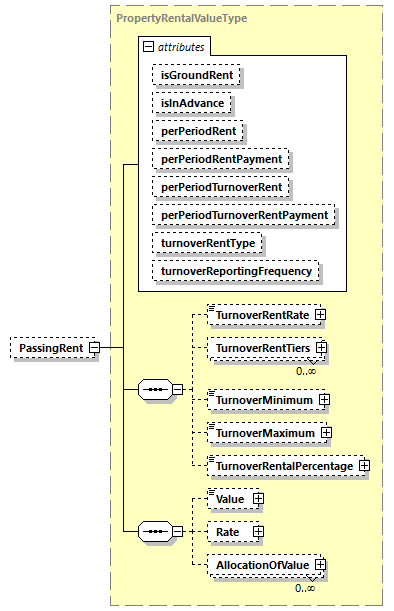 PropertyRentalValueType
attributes
isGroundRent
isInAdvance
perPeriodRent
perPeriodRentPayment
perPeriodTurnoverRent
perPeriodTurnoverRentPayment
turnoverRentType
turnoverReportingFrequency
PassingRent
TurnoverRentRate
TurnoverRentTiers
0..∞
TurnoverMinimum
TurnoverMaximum
TurnoverRentalPercentage
Value
Rate
AllocationOfValue
0..∞